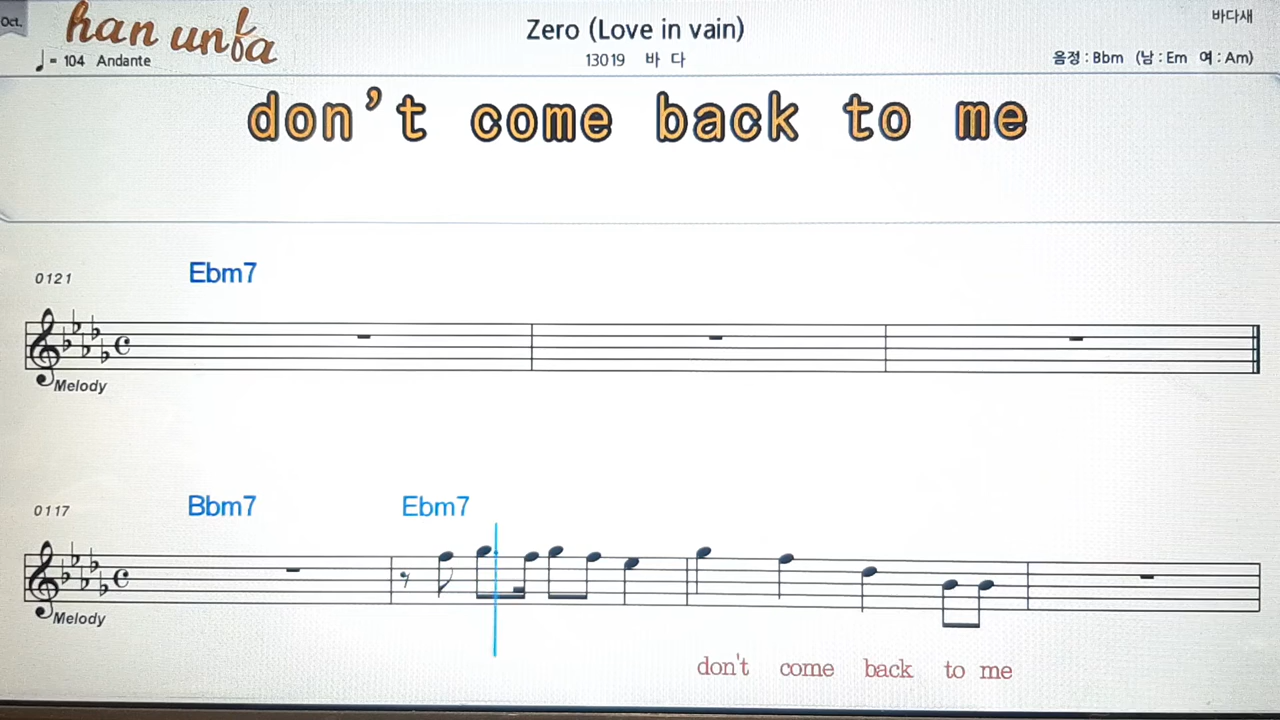 Oct.
han unfa
Zero (Love in vain)
바다새
♩= 104 Andante
13019 바 다
음정 : Bbm (남 : Em 여 : Am)
don't come back to me
0121 Ebm7
Melody
0117 Bbm7 Ebm7
Melody
don't come back to me